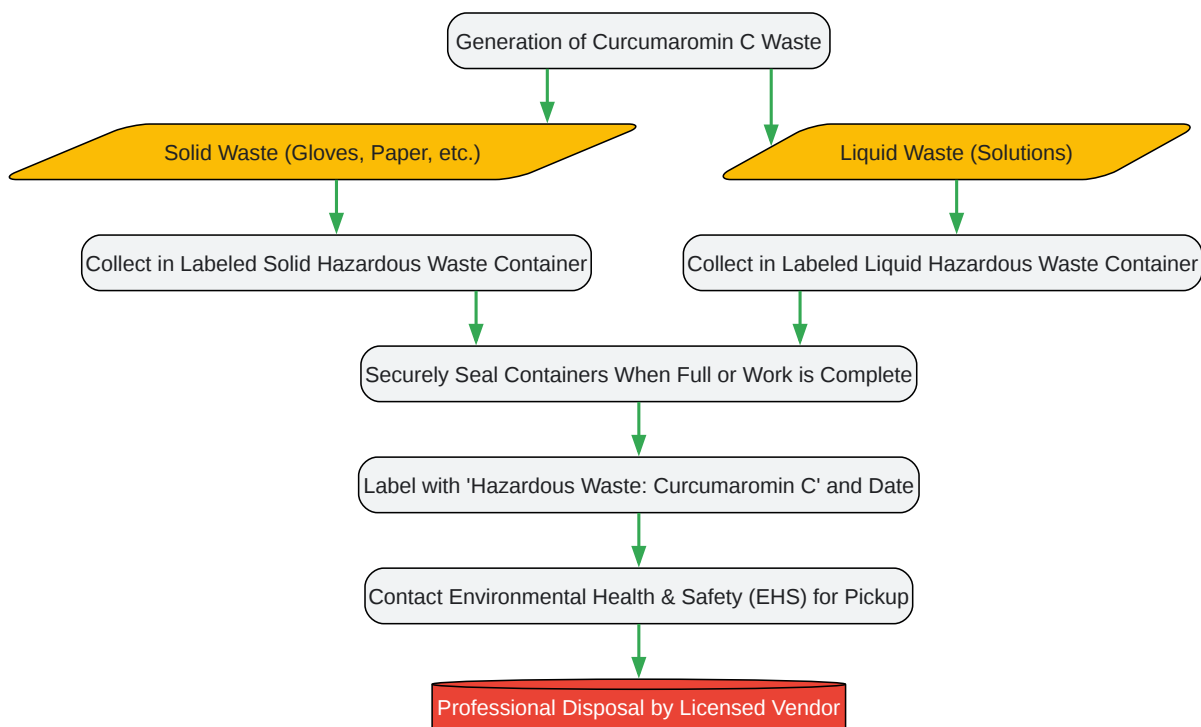 Generation of Curcumaromin C Waste
Solid Waste (Gloves, Paper, etc.)
Liquid Waste (Solutions)
Collect in Labeled Solid Hazardous Waste Container
Collect in Labeled Liquid Hazardous Waste Container
Securely Seal Containers When Full or Work is Complete
Label with 'Hazardous Waste: Curcumaromin C' and Date
Contact Environmental Health & Safety (EHS) for Pickup
Professional Disposal by Licensed Vendor